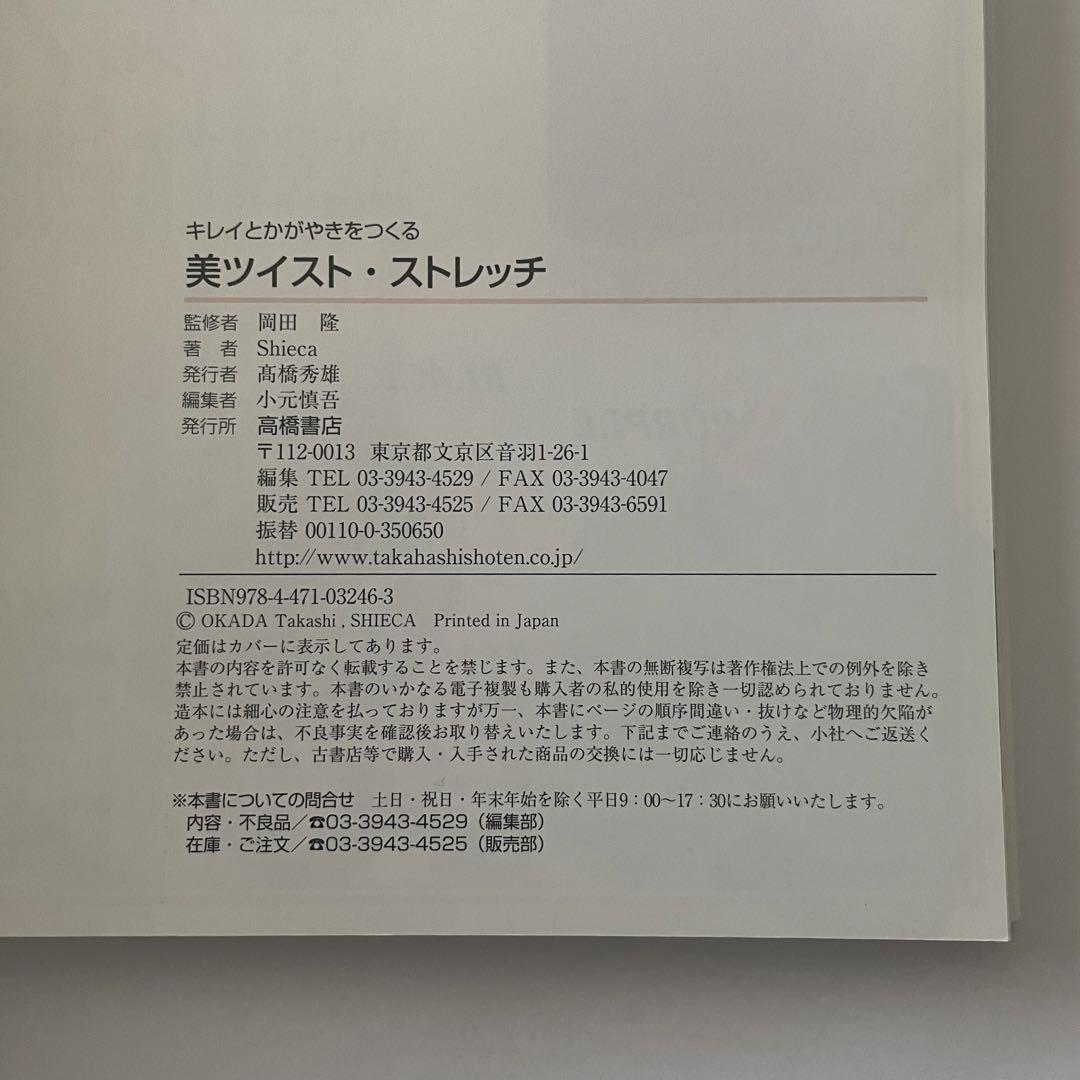 キレイとかがやきをつくる
美ツイスト・ストレッチ
監修者 岡田 隆
著 者 Shieca
発行者 髙橋秀雄
編集者 小元慎吾
発行所 高橋書店
〒112-0013 東京都文京区音羽1-26-1
編集 TEL 03-3943-4529 / FAX 03-3943-4047
販売 TEL 03-3943-4525 / FAX 03-3943-6591
振替 00110-0-350650
http://www.takahashishoten.co.jp/
ISBN978-4-471-03246-3
© OKADA Takashi , SHIECA Printed in Japan
定価はカバーに表示してあります。
本書の内容を許可なく転載することを禁じます。また、本書の無断複写は著作権法上での例外を除き
禁止されています。本書のいかなる電子複製も購入者の私的使用を除き一切認められておりません。
造本には細心の注意を払っておりますが万一、本書にページの順序間違い・抜けなど物理的欠陥が
あった場合は、不良事実を確認後お取り替えいたします。下記までご連絡のうえ、小社へご返送く
ださい。ただし、古書店等で購入・入手された商品の交換には一切応じません。
※本書についての問合せ 土日・祝日・年末年始を除く平日9：00～17：30にお願いいたします。
内容・不良品／☎03-3943-4529（編集部）
在庫・ご注文／☎03-3943-4525（販売部）